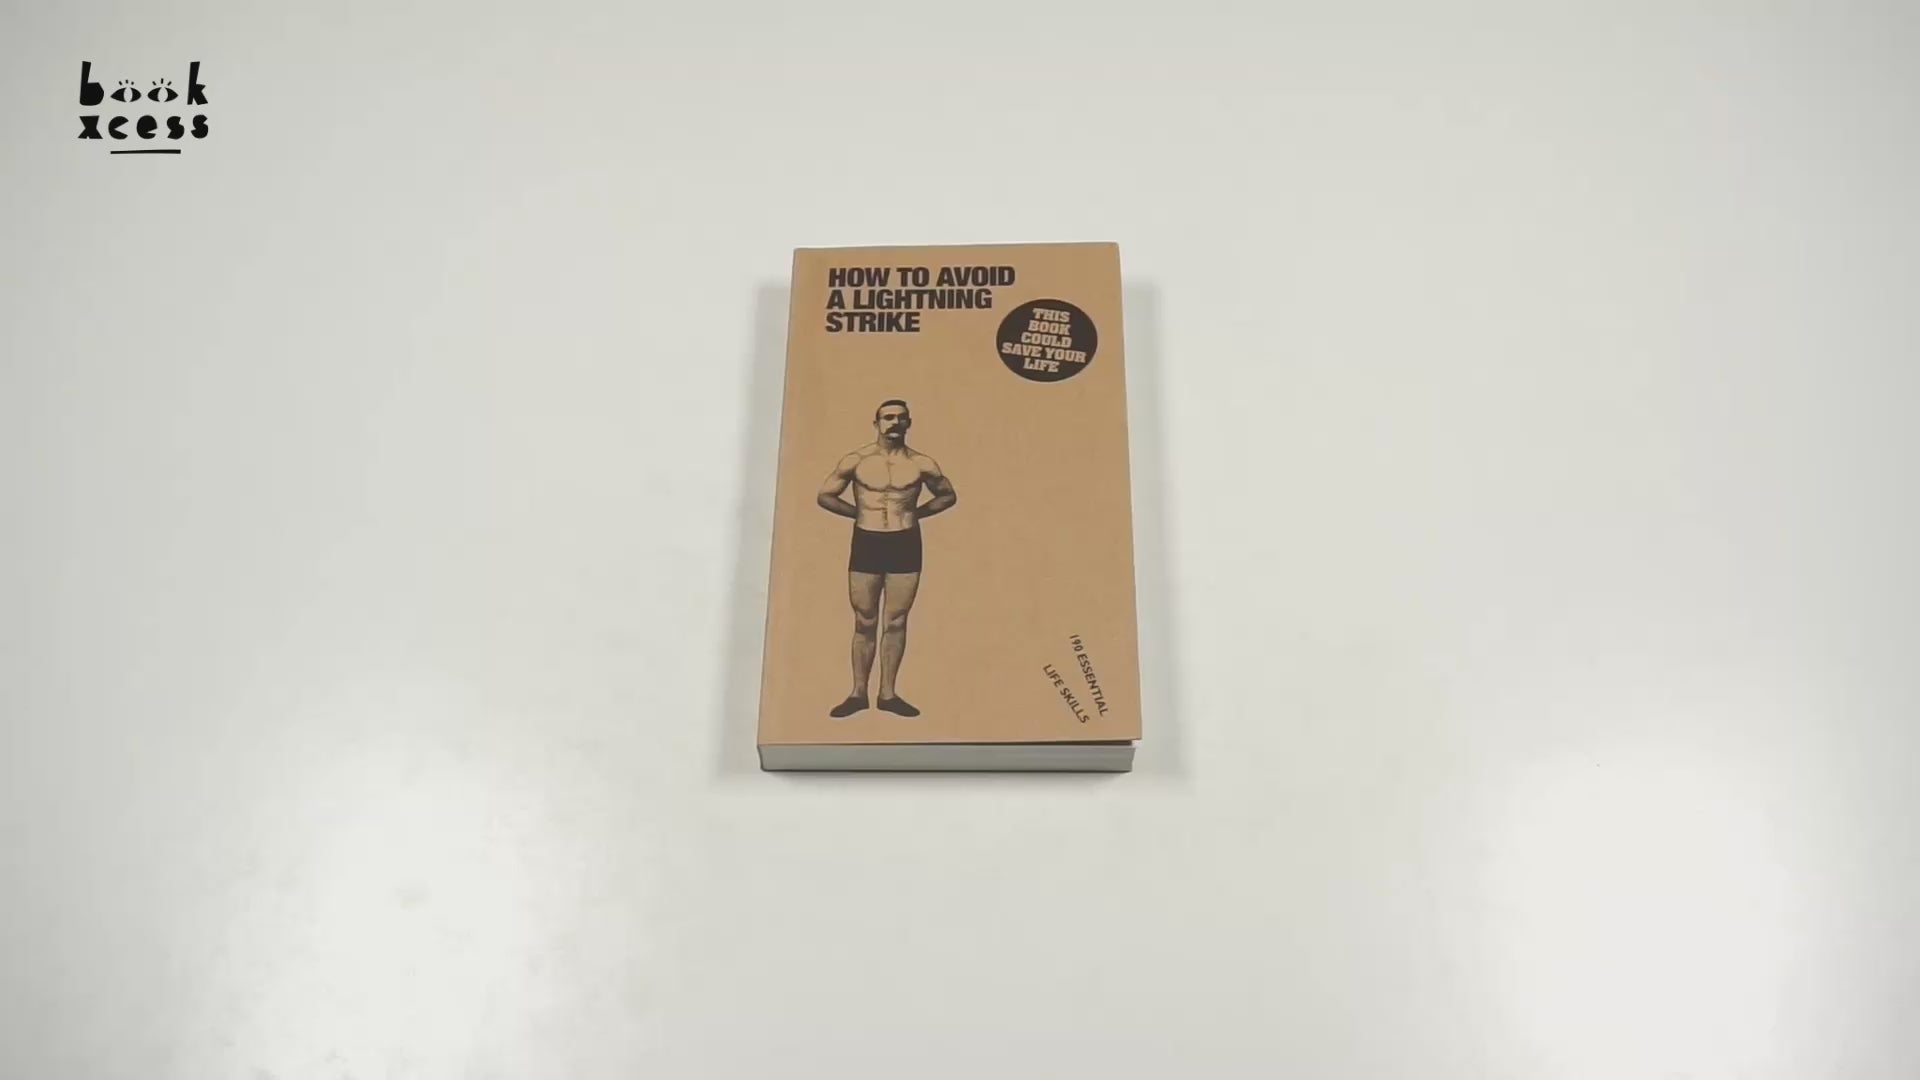 book
xcess
HOW TO AVOID
A LIGHTNING
STRIKE
THIS
BOOK
COULD
SAVE YOUR
LIFE
190 ESSENTIAL
LIFE SKILLS